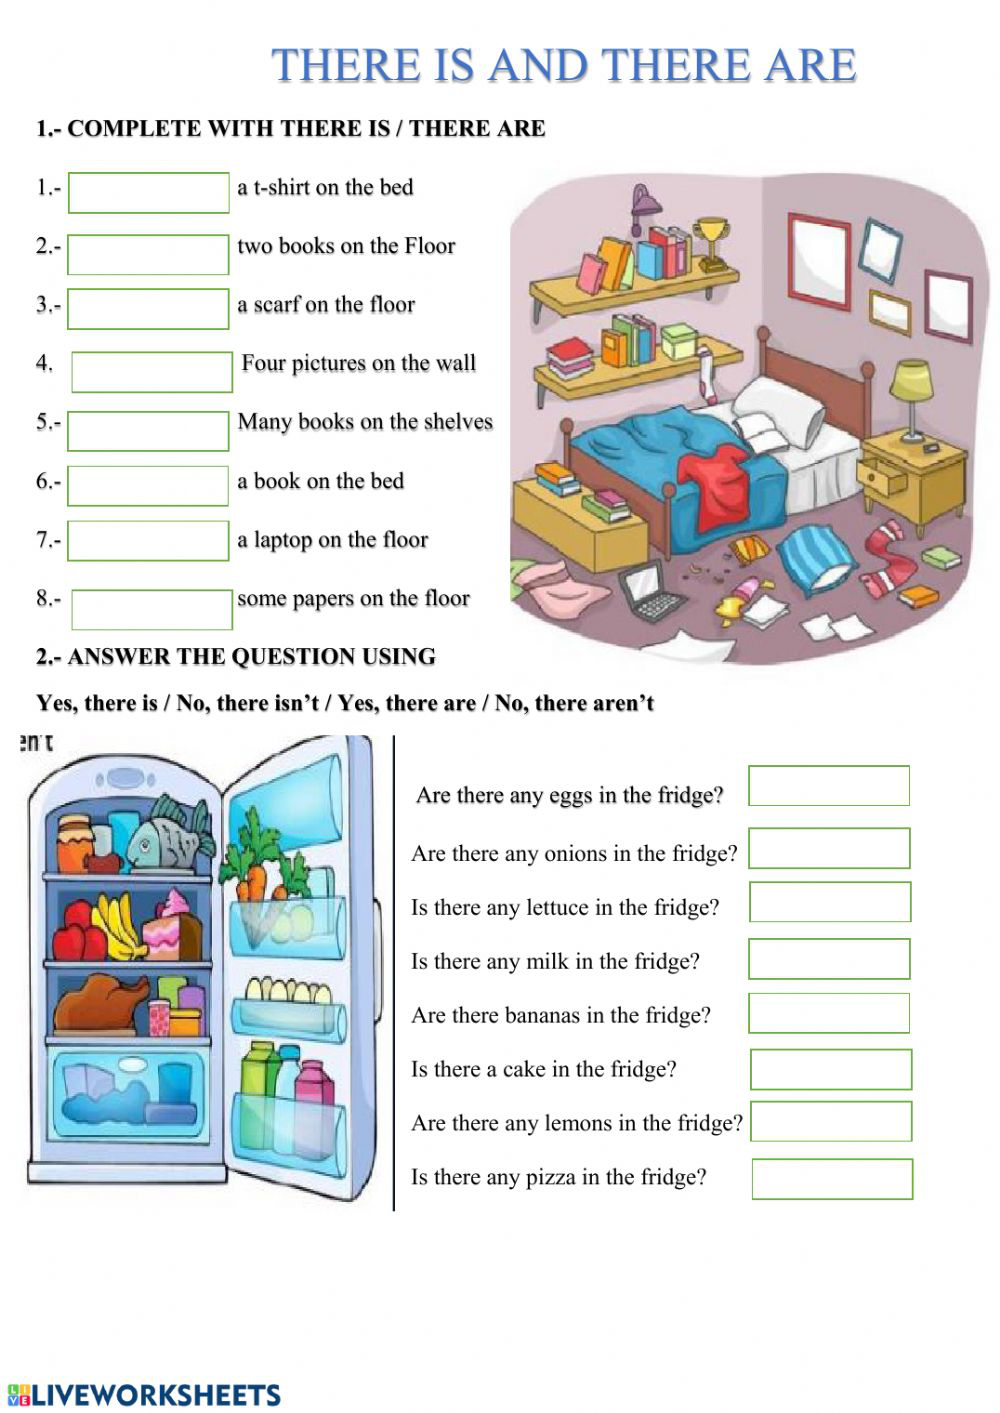 THERE IS AND THERE ARE
1.- COMPLETE WITH THERE IS / THERE ARE
1.- a t-shirt on the bed
2.- two books on the Floor
3.- a scarf on the floor
4. Four pictures on the wall
5.- Many books on the shelves
6.- a book on the bed
7.- a laptop on the floor
8.- some papers on the floor
2.- ANSWER THE QUESTION USING
Yes, there is / No, there isn’t / Yes, there are / No, there aren’t
en't
Are there any eggs in the fridge?
Are there any onions in the fridge?
Is there any lettuce in the fridge?
Is there any milk in the fridge?
Are there bananas in the fridge?
Is there a cake in the fridge?
Are there any lemons in the fridge?
Is there any pizza in the fridge?
LIVE LIVEWORKSHEETS